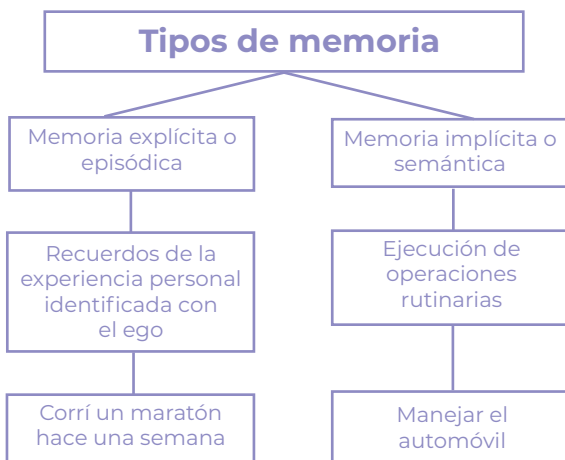 Tipos de memoria
Memoria explícita o
episódica
Memoria implícita o
semántica
Recuerdos de la
experiencia personal
identificada con
el ego
Ejecución de
operaciones
rutinarias
Corrí un maratón
hace una semana
Manejar el
automóvil